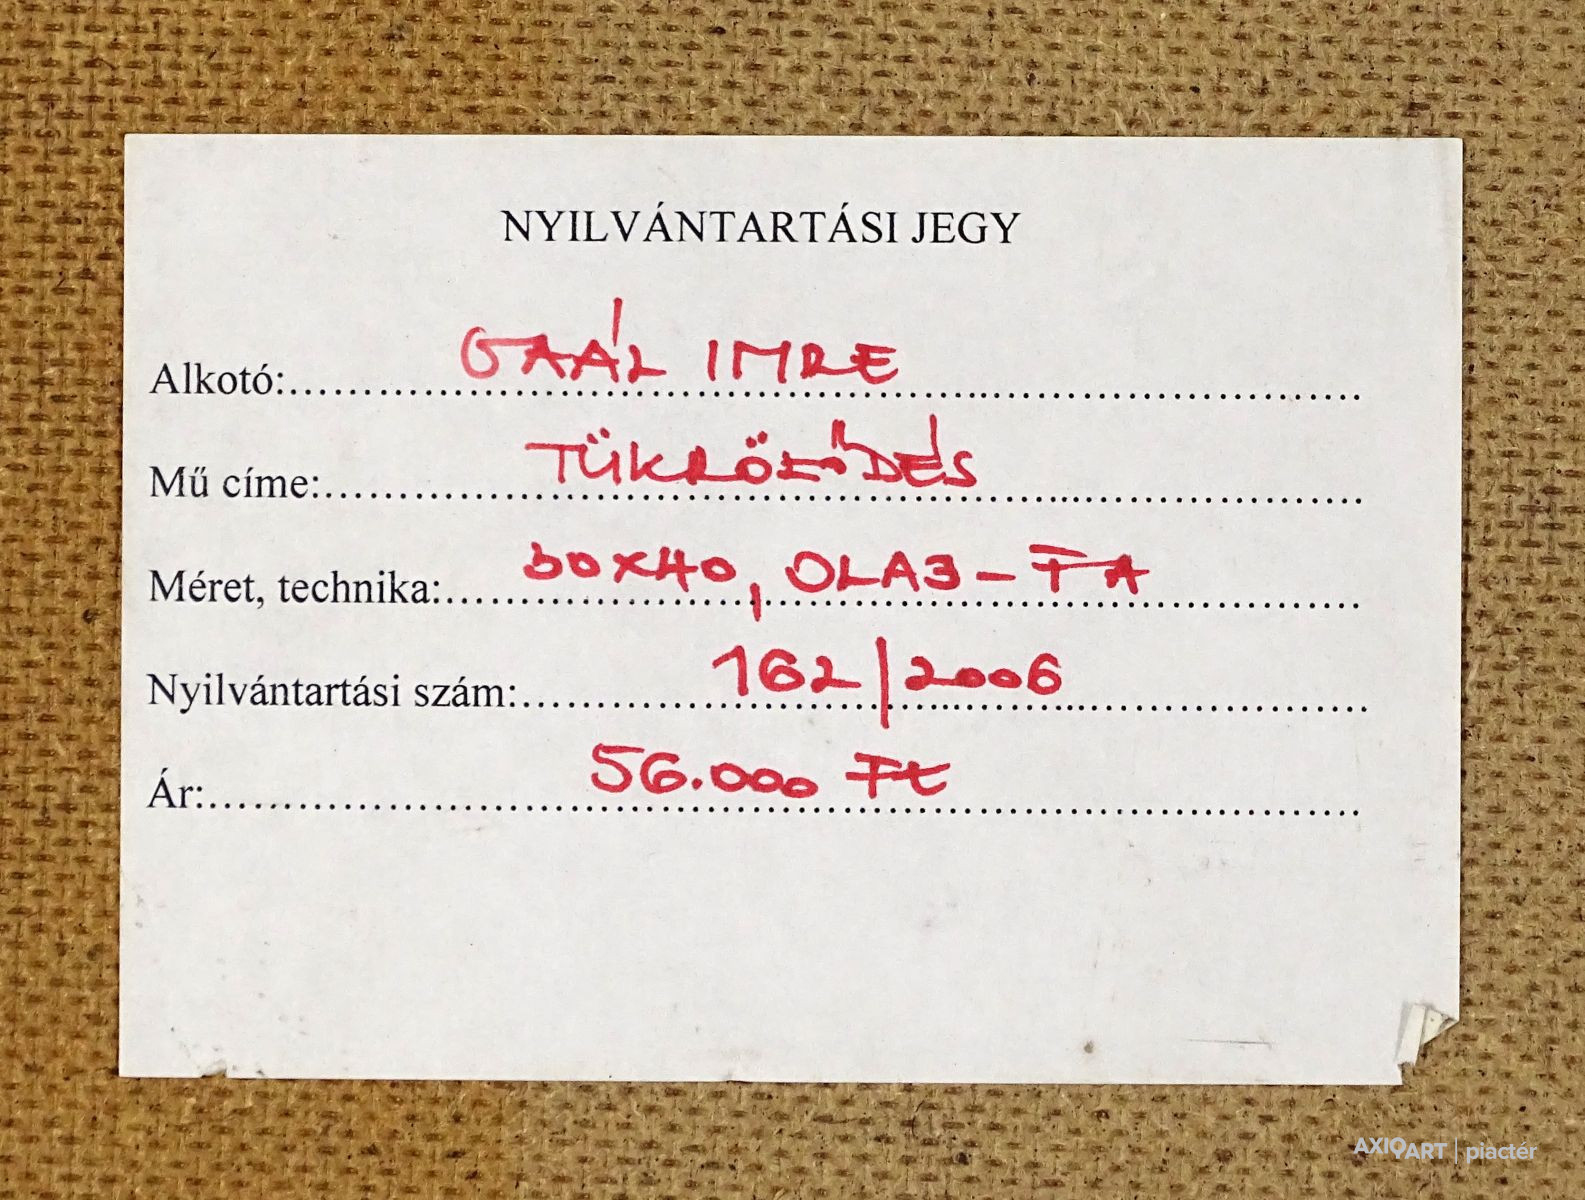 NYILVÁNTARTÁSI JEGY
Alkotó: GAÁL IMRE
Mű címe: TÜKRÖZŐDÉS
Méret, technika: 30x40, OLAJ-FA
Nyilvántartási szám: 162/2006
Ár: 56.000 Ft
AXIOART | piactér